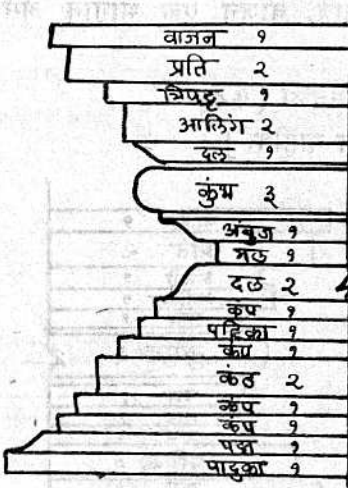 वाजन १
प्रति २
त्रिपट्ट १
आलिंग २
दल १
कुंभ ३
अंबुज १
गल १
दल २
कंप १
पट्टिका १
कंप १
कंठ २
कंप १
कंप १
पद्म १
पादुका १